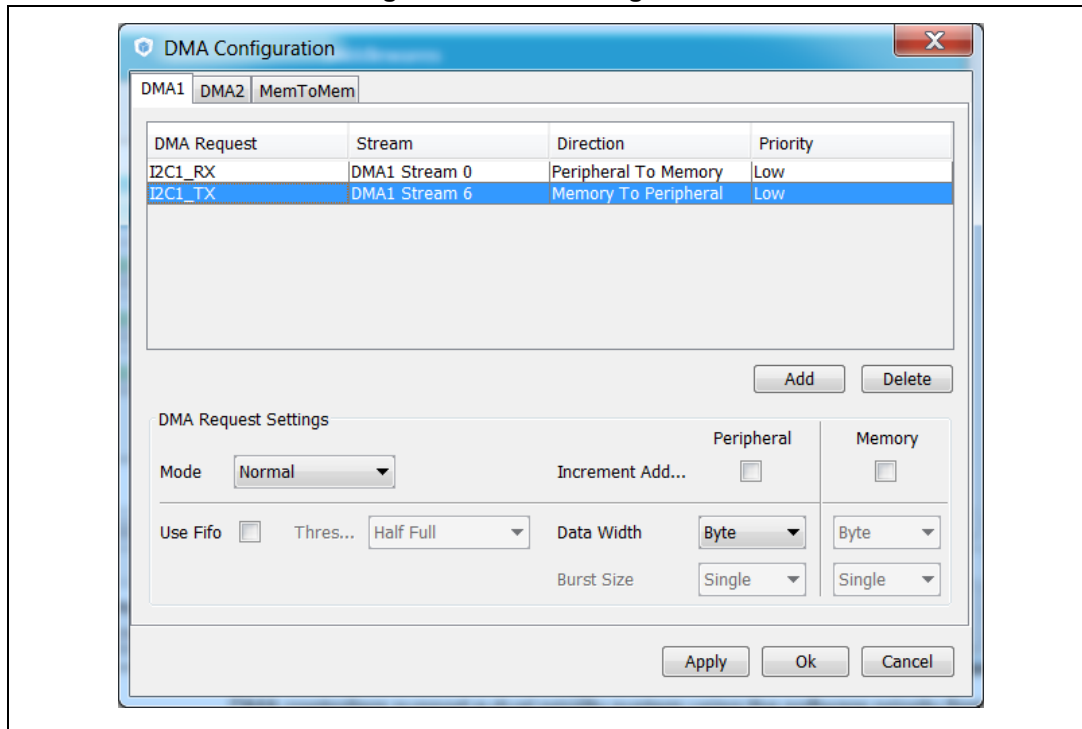 DMA Configuration
DMA1 DMA2 MemToMem
DMA Request Stream Direction Priority
I2C1_RX DMA1 Stream 0 Peripheral To Memory Low
I2C1_TX DMA1 Stream 6 Memory To Peripheral Low
Add Delete
DMA Request Settings
Peripheral Memory
Mode Normal Increment Add...
Use Fifo Thres... Half Full Data Width Byte Byte
Burst Size Single Single
Apply Ok Cancel